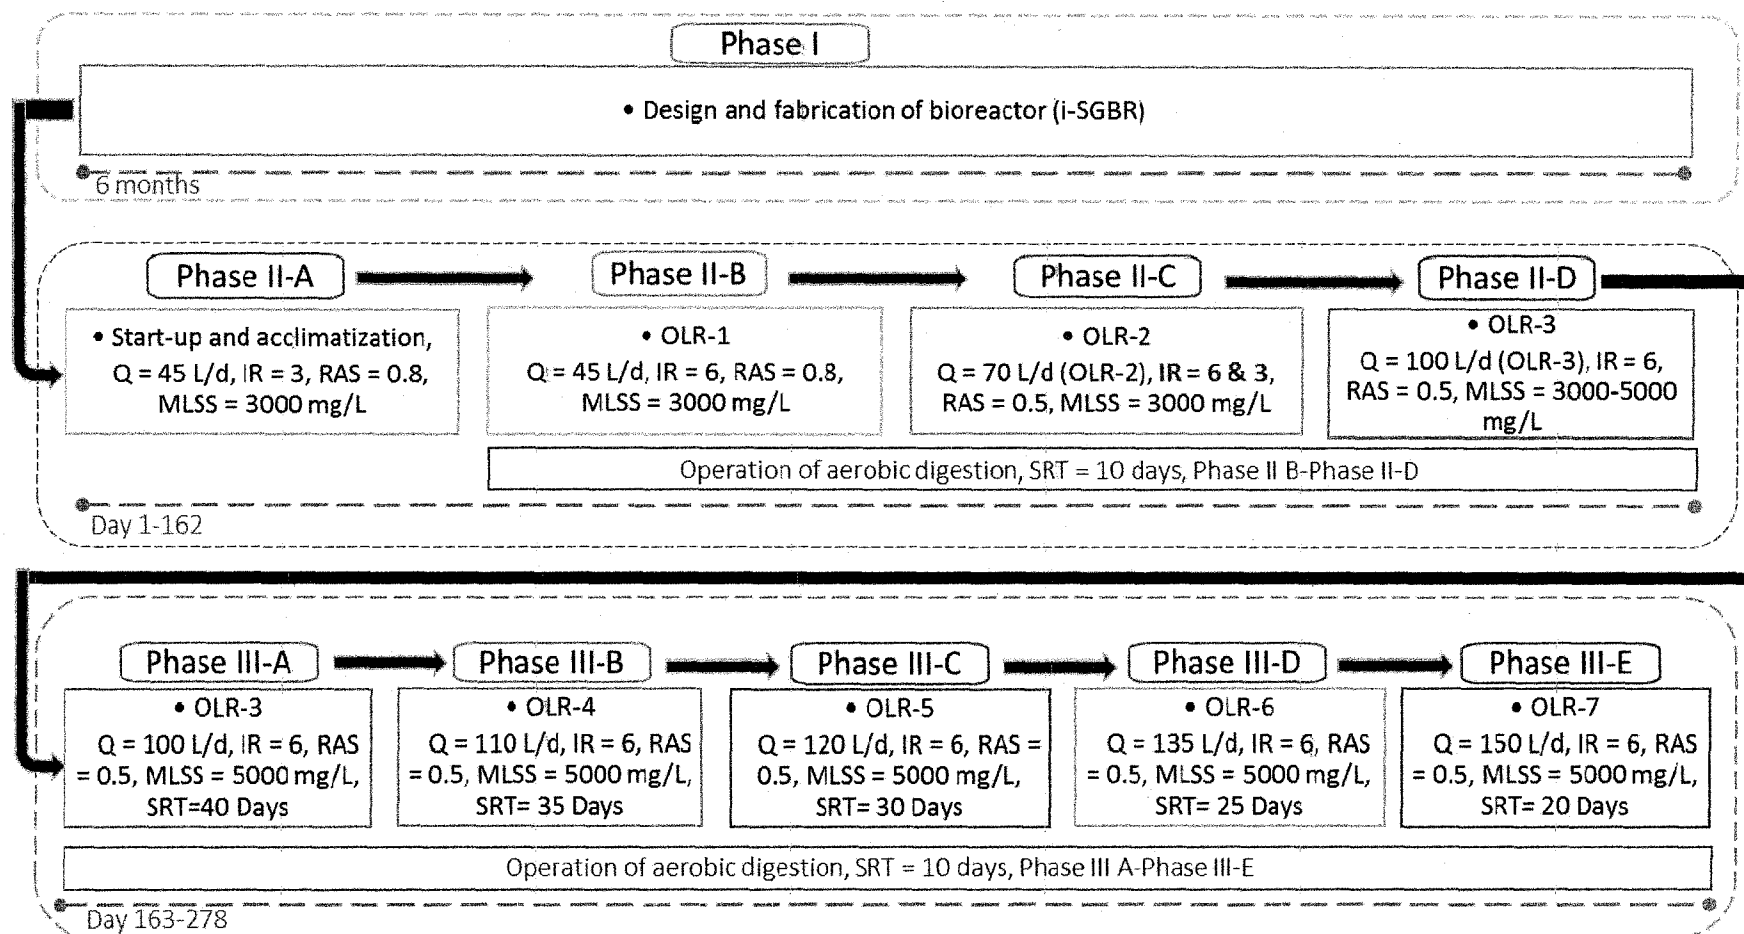 Phase I
• Design and fabrication of bioreactor (i-SGBR)
6 months
Phase II-A
• Start-up and acclimatization,
Q = 45 L/d, IR = 3, RAS = 0.8,
MLSS = 3000 mg/L
Phase II-B
• OLR-1
Q = 45 L/d, IR = 6, RAS = 0.8,
MLSS = 3000 mg/L
Phase II-C
• OLR-2
Q = 70 L/d (OLR-2), IR = 6 & 3,
RAS = 0.5, MLSS = 3000 mg/L
Phase II-D
• OLR-3
Q = 100 L/d (OLR-3), IR = 6,
RAS = 0.5, MLSS = 3000-5000
mg/L
Operation of aerobic digestion, SRT = 10 days, Phase II B-Phase II-D
Day 1-162
Phase III-A
• OLR-3
Q = 100 L/d, IR = 6, RAS
= 0.5, MLSS = 5000 mg/L,
SRT=40 Days
Phase III-B
• OLR-4
Q = 110 L/d, IR = 6, RAS
= 0.5, MLSS = 5000 mg/L,
SRT= 35 Days
Phase III-C
• OLR-5
Q = 120 L/d, IR = 6, RAS =
0.5, MLSS = 5000 mg/L,
SRT= 30 Days
Phase III-D
• OLR-6
Q = 135 L/d, IR = 6, RAS
= 0.5, MLSS = 5000 mg/L,
SRT= 25 Days
Phase III-E
• OLR-7
Q = 150 L/d, IR = 6, RAS
= 0.5, MLSS = 5000 mg/L,
SRT= 20 Days
Operation of aerobic digestion, SRT = 10 days, Phase III A-Phase III-E
Day 163-278